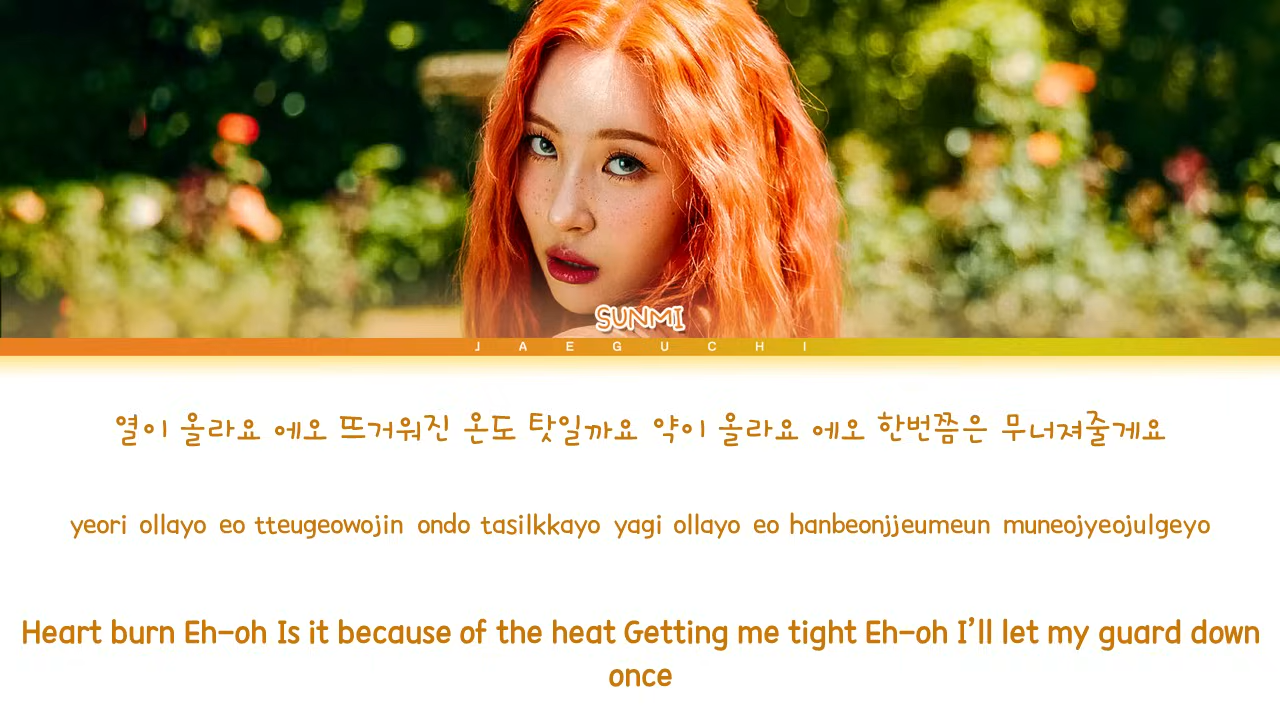 SUNMI
JAEGUCHI
열이 올라요 에오 뜨거워진 온도 탓일까요 약이 올라요 에오 한번쯤은 무너져줄게요
yeori ollayo eo tteugeowojin ondo tasilkkayo yagi ollayo eo hanbeonjjeumeun muneojyeojulgeyo
Heart burn Eh-oh Is it because of the heat Getting me tight Eh-oh I'll let my guard down
once